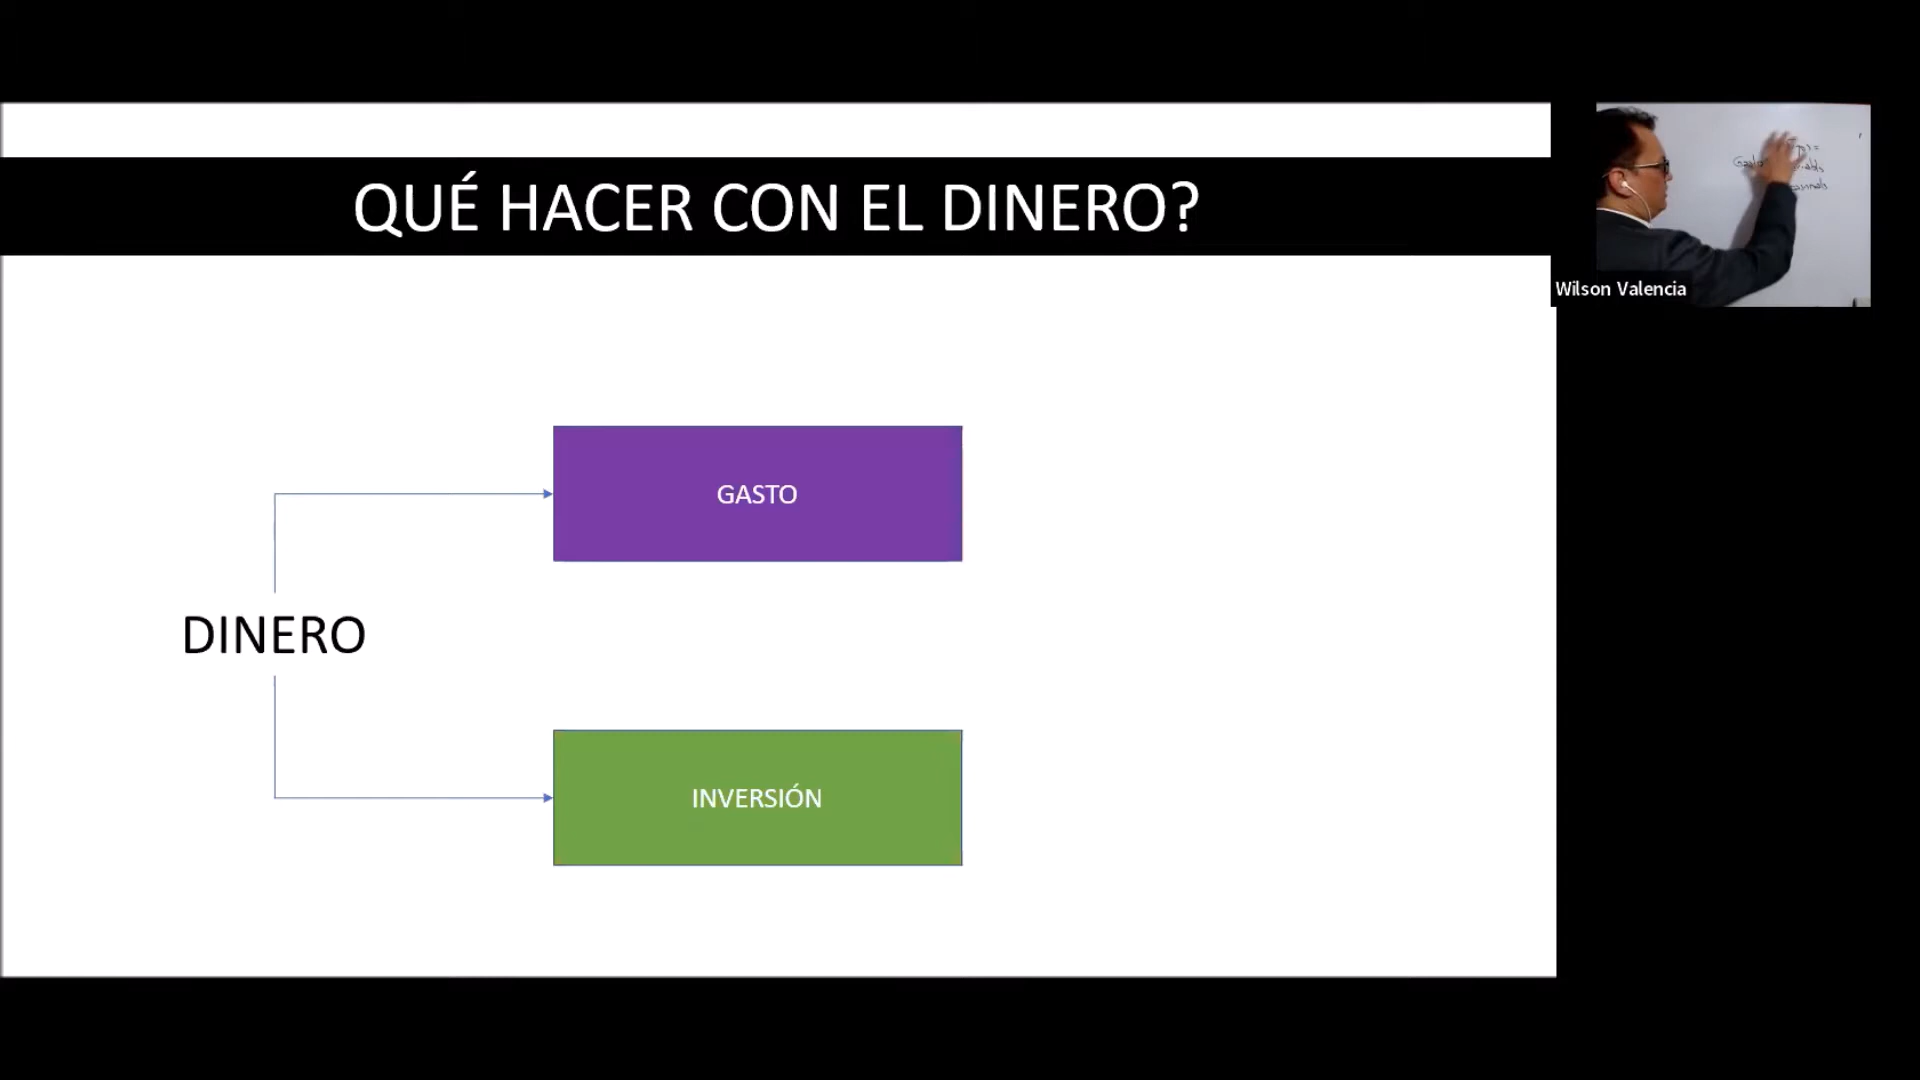 QUÉ HACER CON EL DINERO?
GASTO
DINERO
INVERSIÓN
Wilson Valencia